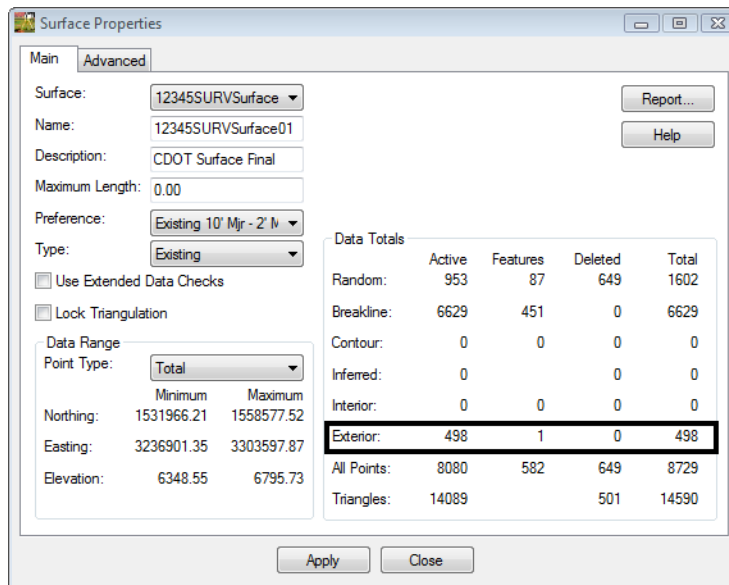 Surface Properties
Main Advanced
Surface: 12345SURVSurface
Name: 12345SURVSurface01
Description: CDOT Surface Final
Maximum Length: 0.00
Preference: Existing 10' Mjr - 2' M
Type: Existing
Use Extended Data Checks
Lock Triangulation
Data Range
Point Type: Total
Minimum Maximum
Northing: 1531966.21 1558577.52
Easting: 3236901.35 3303597.87
Elevation: 6348.55 6795.73
Report...
Help
Data Totals
Active Features Deleted Total
Random: 953 87 649 1602
Breakline: 6629 451 0 6629
Contour: 0 0 0 0
Inferred: 0 0 0
Interior: 0 0 0 0
Exterior: 498 1 0 498
All Points: 8080 582 649 8729
Triangles: 14089 501 14590
Apply Close